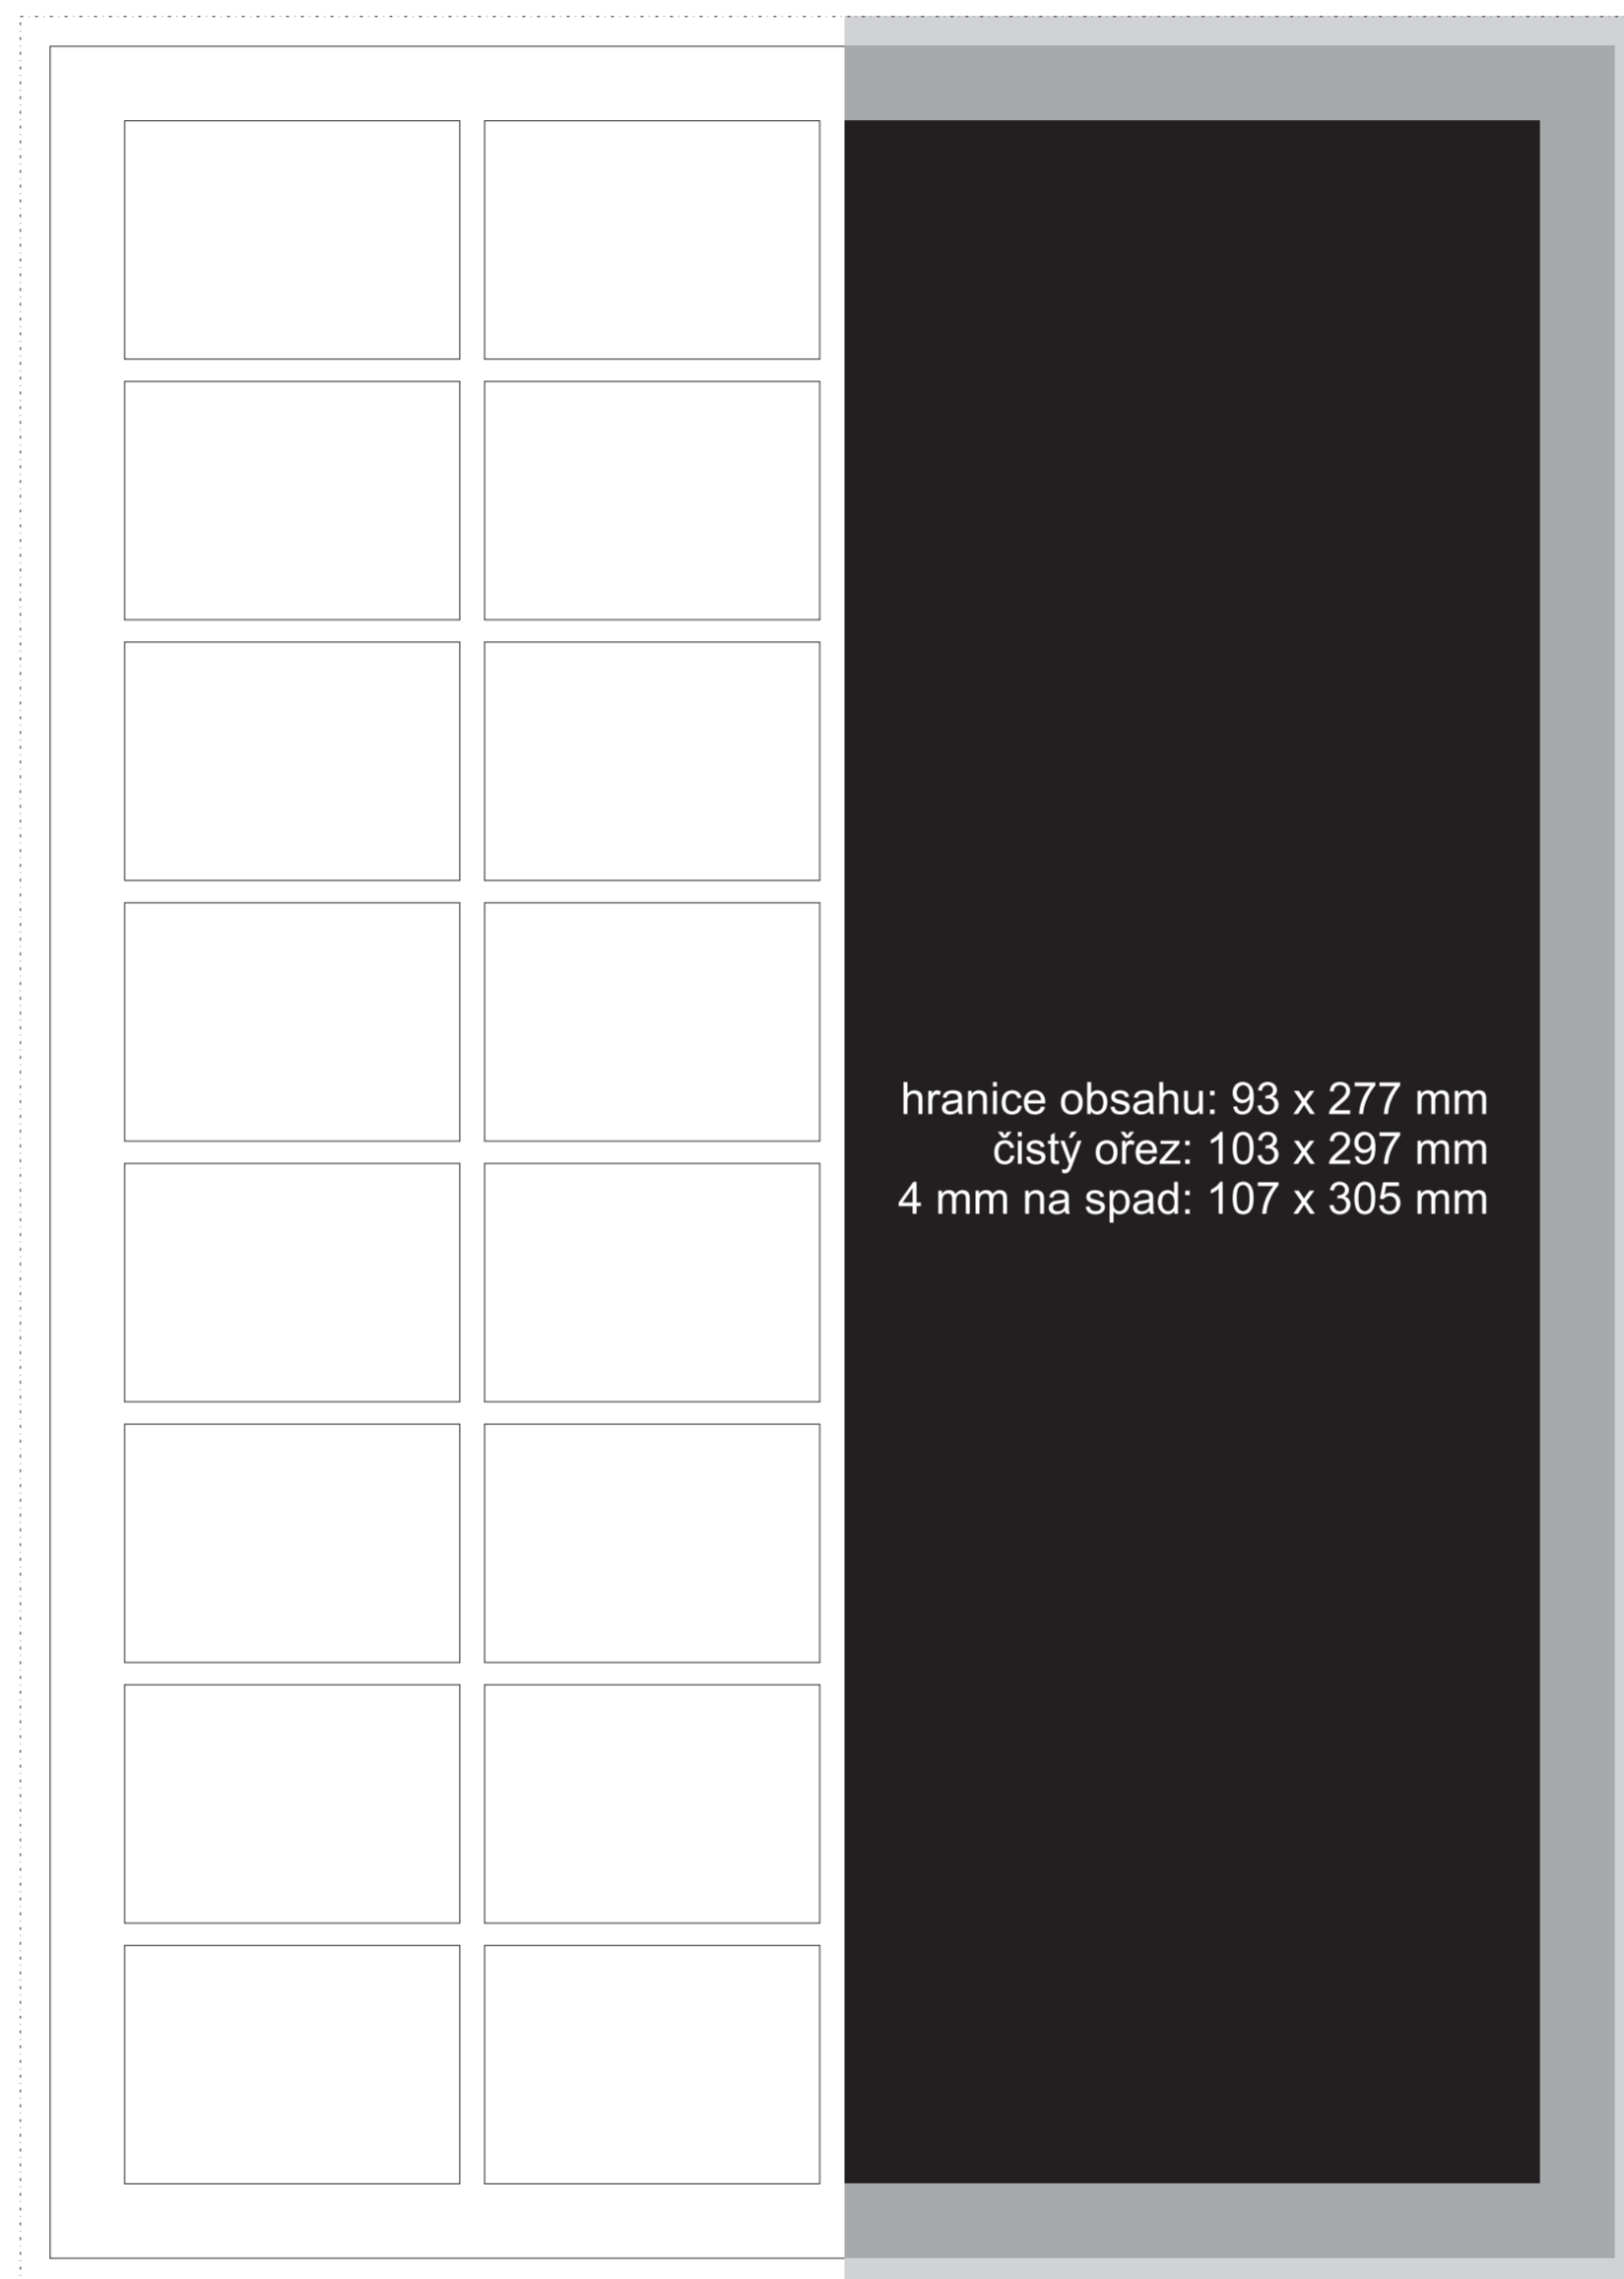 hranice obsahu: 93 x 277 mm
čistý ořez: 103 x 297 mm
4 mm na spad: 107 x 305 mm